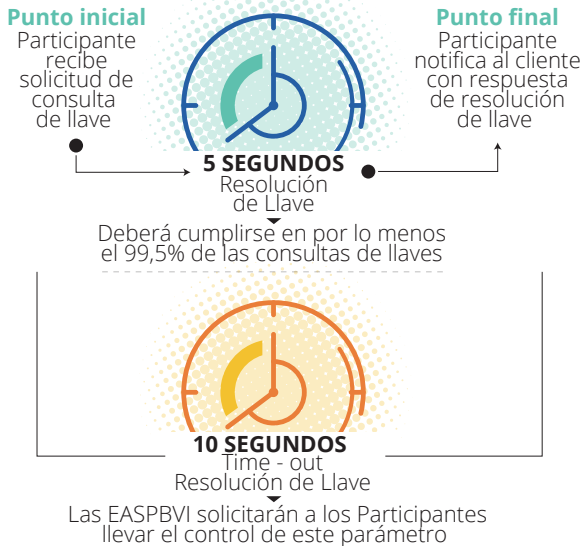 Punto inicial
Participante
recibe
solicitud de
consulta
de llave
Punto final
Participante
notifica al cliente
con respuesta
de resolución
de llave
5 SEGUNDOS
Resolución
de Llave
Deberá cumplirse en por lo menos
el 99,5% de las consultas de llaves
10 SEGUNDOS
Time - out
Resolución de Llave
Las EASPBVI solicitarán a los Participantes
llevar el control de este parámetro